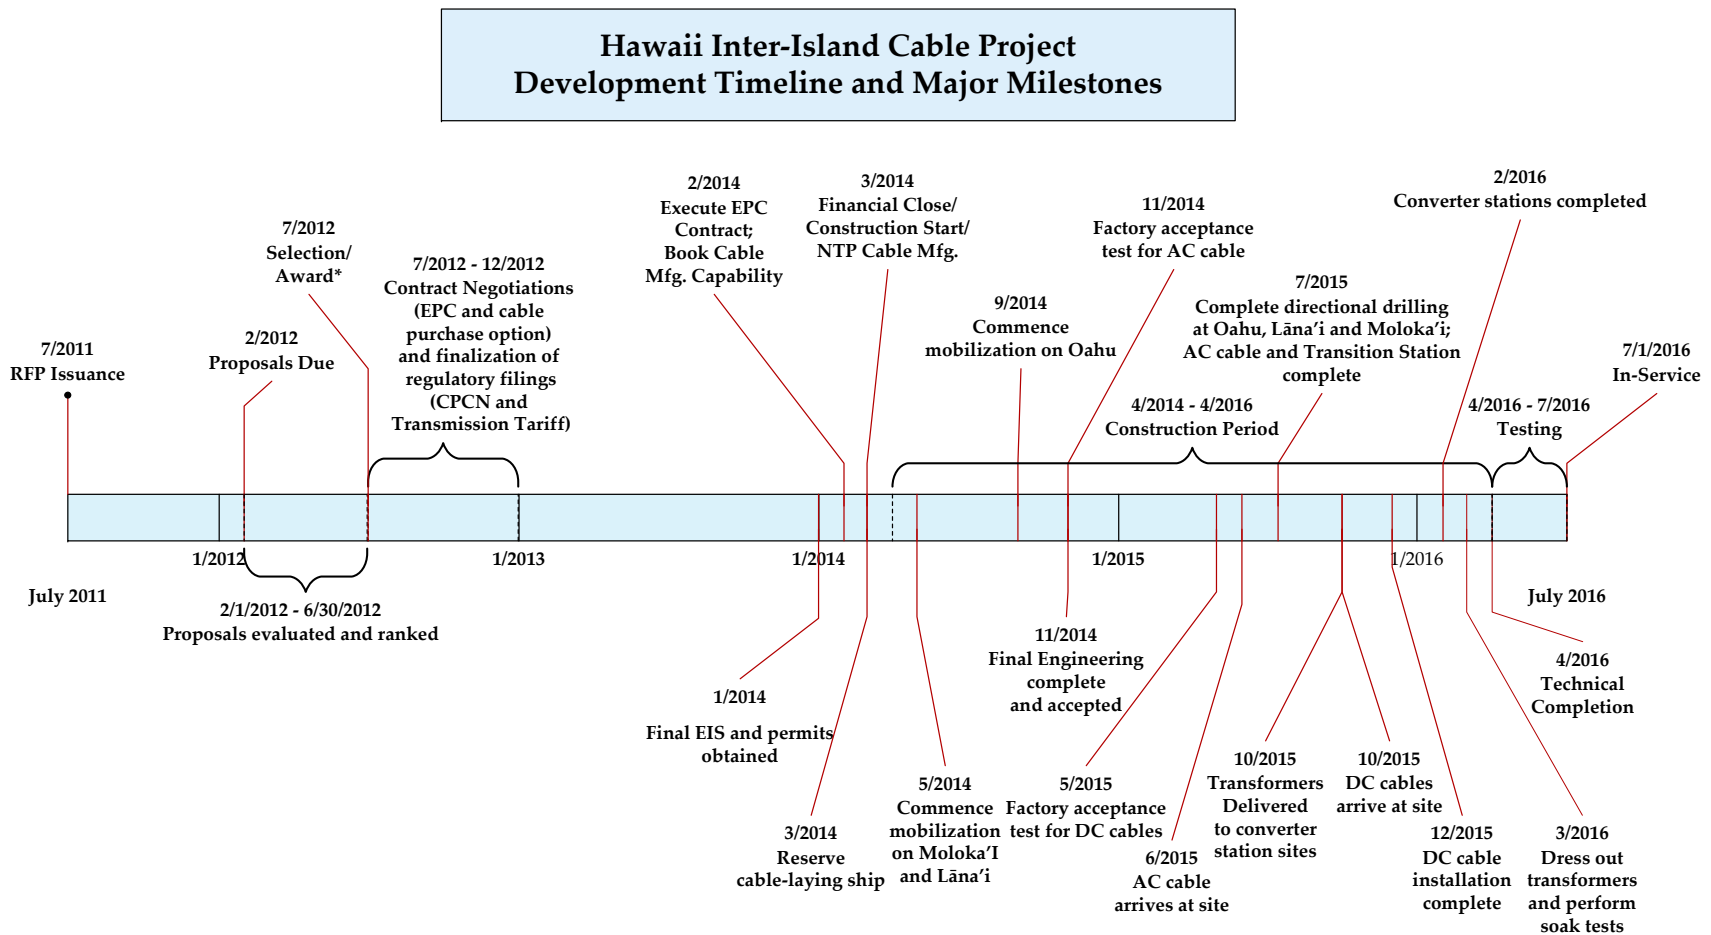 Hawaii Inter-Island Cable Project
Development Timeline and Major Milestones
7/2011
RFP Issuance
2/2012
Proposals Due
7/2012
Selection/
Award*
7/2012 - 12/2012
Contract Negotiations
(EPC and cable
purchase option)
and finalization of
regulatory filings
(CPCN and
Transmission Tariff)
2/2014
Execute EPC
Contract;
Book Cable
Mfg. Capability
3/2014
Financial Close/
Construction Start/
NTP Cable Mfg.
9/2014
Commence
mobilization on Oahu
11/2014
Factory acceptance
test for AC cable
4/2014 - 4/2016
Construction Period
7/2015
Complete directional drilling
at Oahu, Lāna’i and Moloka’i;
AC cable and Transition Station
complete
2/2016
Converter stations completed
4/2016 - 7/2016
Testing
7/1/2016
In-Service
1/2012
1/2013
1/2014
1/2015
1/2016
July 2011
July 2016
2/1/2012 - 6/30/2012
Proposals evaluated and ranked
1/2014
Final EIS and permits
obtained
3/2014
Reserve
cable-laying ship
5/2014
Commence
mobilization
on Moloka’I
and Lāna’i
11/2014
Final Engineering
complete
and accepted
5/2015
Factory acceptance
test for DC cables
6/2015
AC cable
arrives at site
10/2015
Transformers
Delivered
to converter
station sites
10/2015
DC cables
arrive at site
12/2015
DC cable
installation
complete
3/2016
Dress out
transformers
and perform
soak tests
4/2016
Technical
Completion